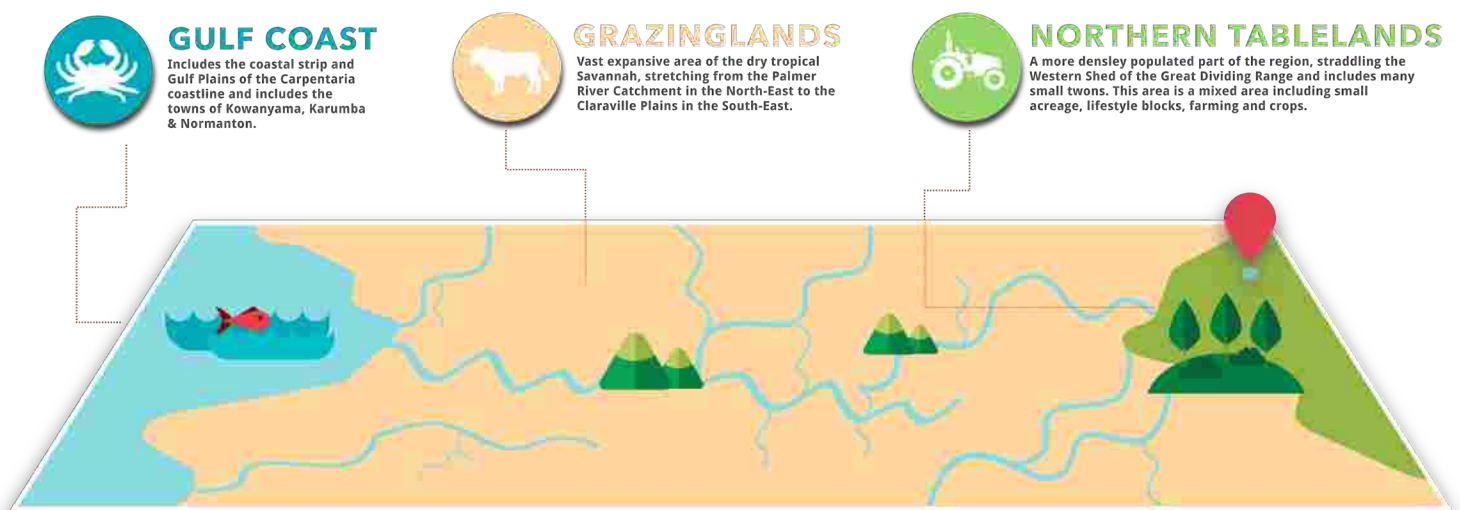 GULF COAST
Includes the coastal strip and
Gulf Plains of the Carpentaria
coastline and includes the
towns of Kowanyama, Karumba
& Normanton.
GRAZINGLANDS
Vast expansive area of the dry tropical
Savannah, stretching from the Palmer
River Catchment in the North-East to the
Claraville Plains in the South-East.
NORTHERN TABLELANDS
A more densley populated part of the region, straddling the
Western Shed of the Great Dividing Range and includes many
small twons. This area is a mixed area including small
acreage, lifestyle blocks, farming and crops.